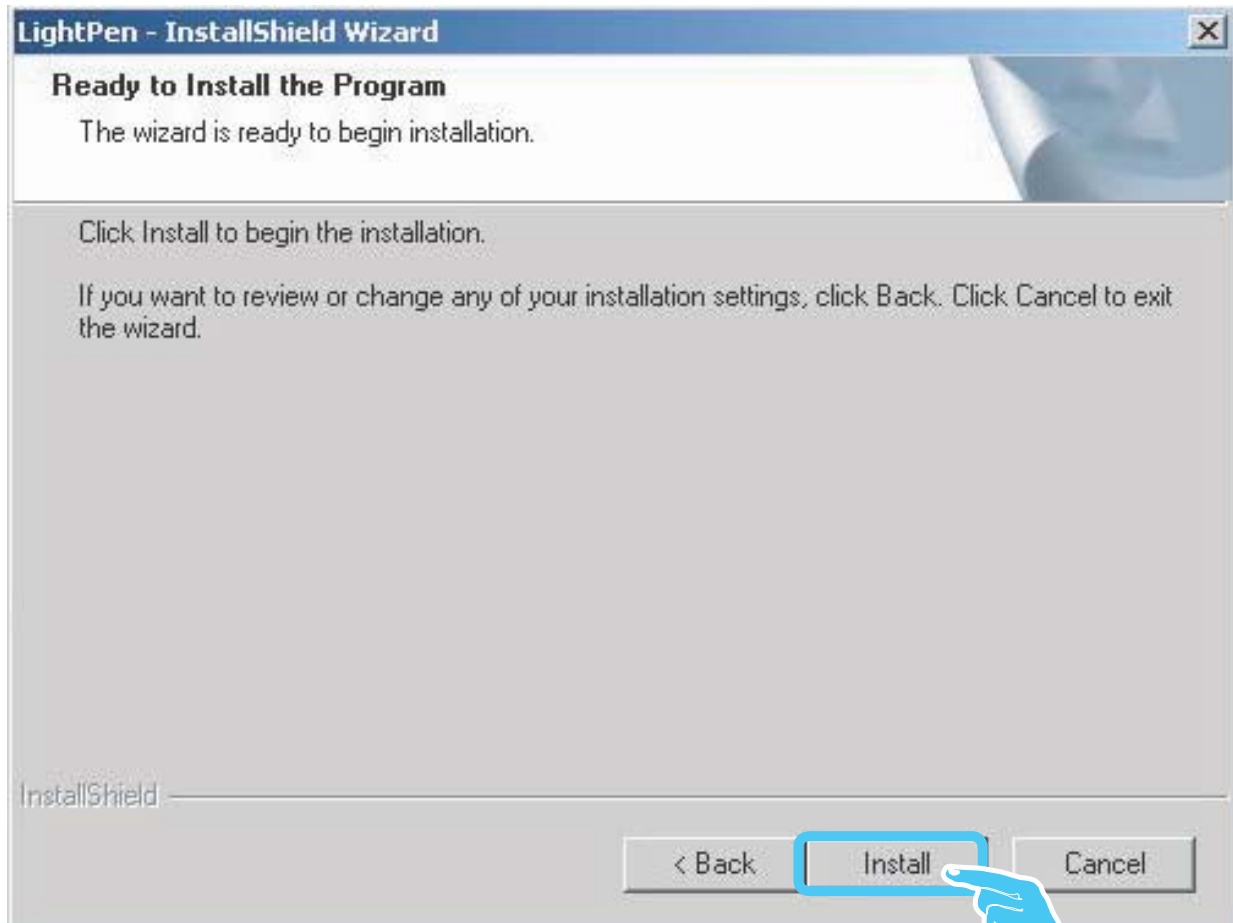 LightPen - InstallShield Wizard
Ready to Install the Program
The wizard is ready to begin installation.
Click Install to begin the installation.
If you want to review or change any of your installation settings, click Back. Click Cancel to exit
the wizard.
InstallShield
< Back Install Cancel